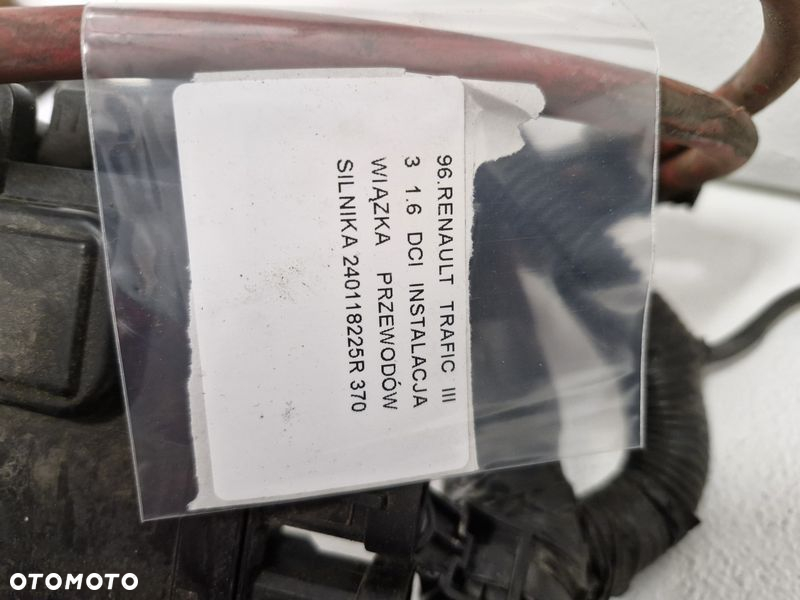 96.RENAULT TRAFIC III
3 1.6 DCI INSTALACJA
WIĄZKA PRZEWODÓW
SILNIKA 240118225R 370
OTOMOTO